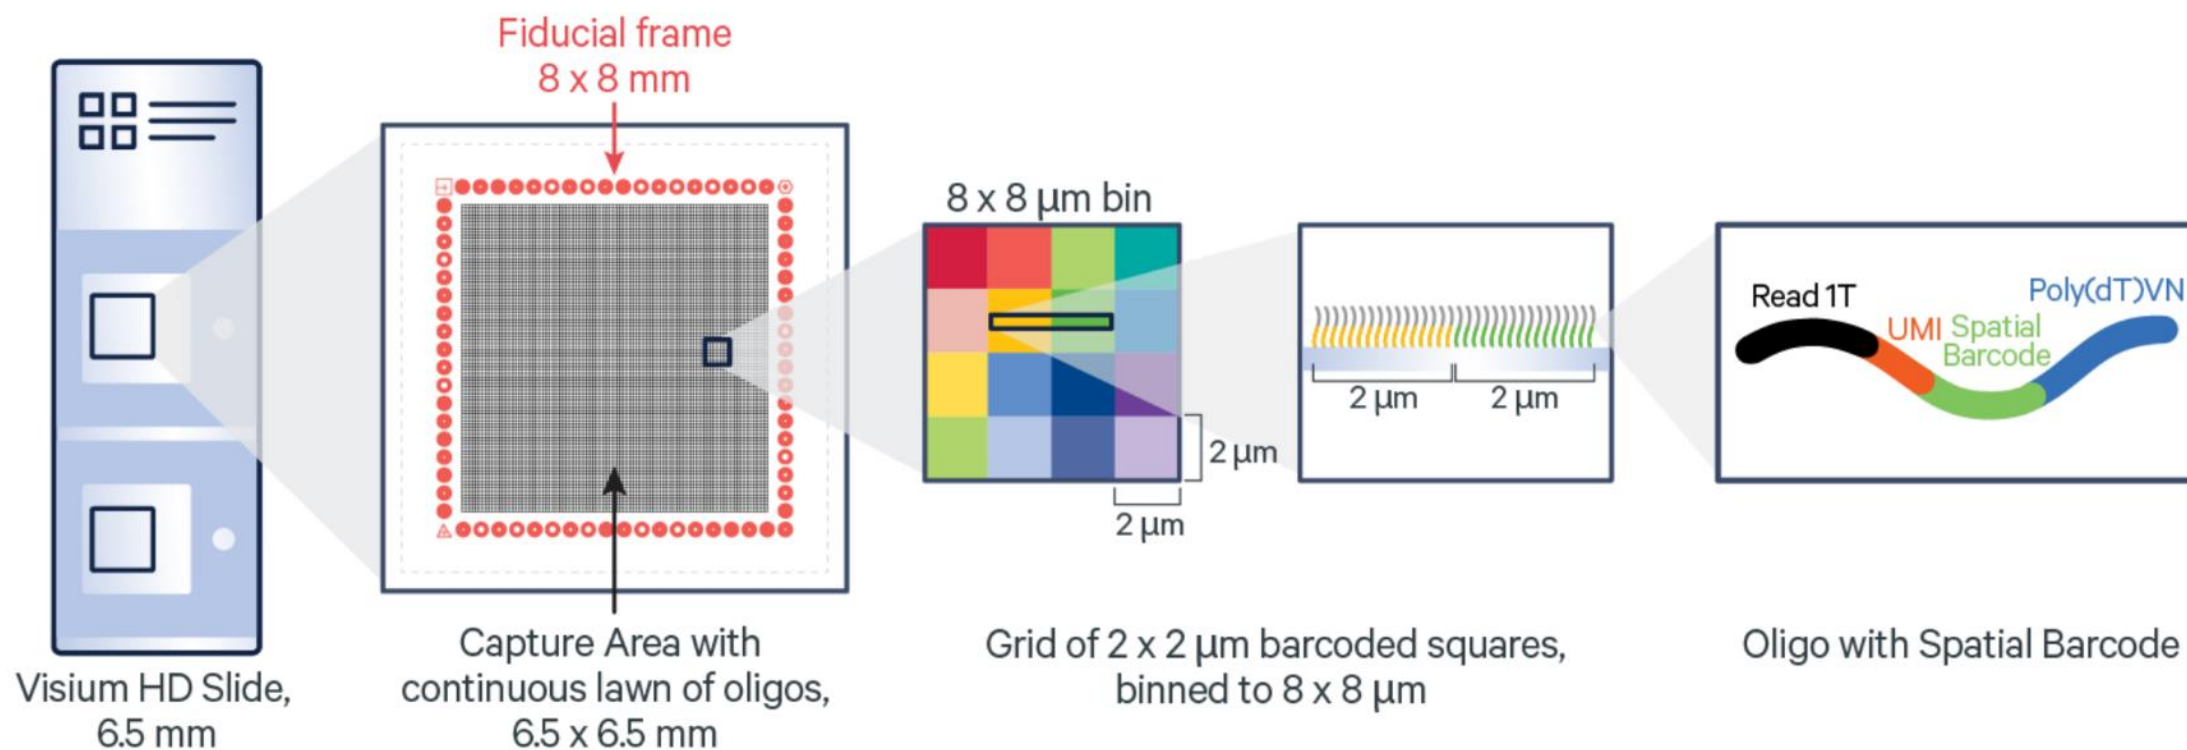 Fiducial frame
8 x 8 mm
8 x 8 µm bin
Read 1T
UMI
Spatial
Barcode
Poly(dT)VN
2 µm
2 µm
2 µm
2 µm
Visium HD Slide,
6.5 mm
Capture Area with
continuous lawn of oligos,
6.5 x 6.5 mm
Grid of 2 x 2 µm barcoded squares,
binned to 8 x 8 µm
Oligo with Spatial Barcode